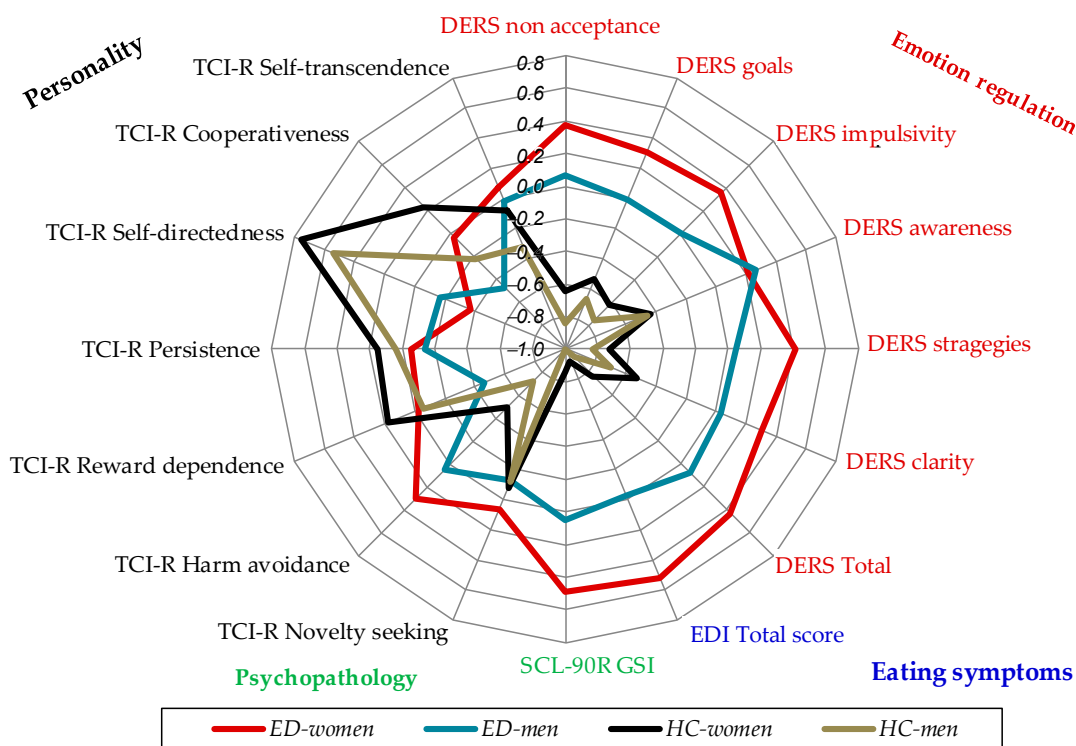 DERS non acceptance
Personality
TCI-R Self-transcendence
DERS goals
Emotion regulation
0.8
0.6
0.4
0.2
0.0
-0.2
-0.4
-0.6
-0.8
−1.0
TCI-R Cooperativeness
DERS impulsivity
TCI-R Self-directedness
DERS awareness
TCI-R Persistence
DERS stragegies
TCI-R Reward dependence
DERS clarity
TCI-R Harm avoidance
DERS Total
TCI-R Novelty seeking
EDI Total score
SCL-90R GSI
Psychopathology
Eating symptoms
ED-women
ED-men
HC-women
HC-men